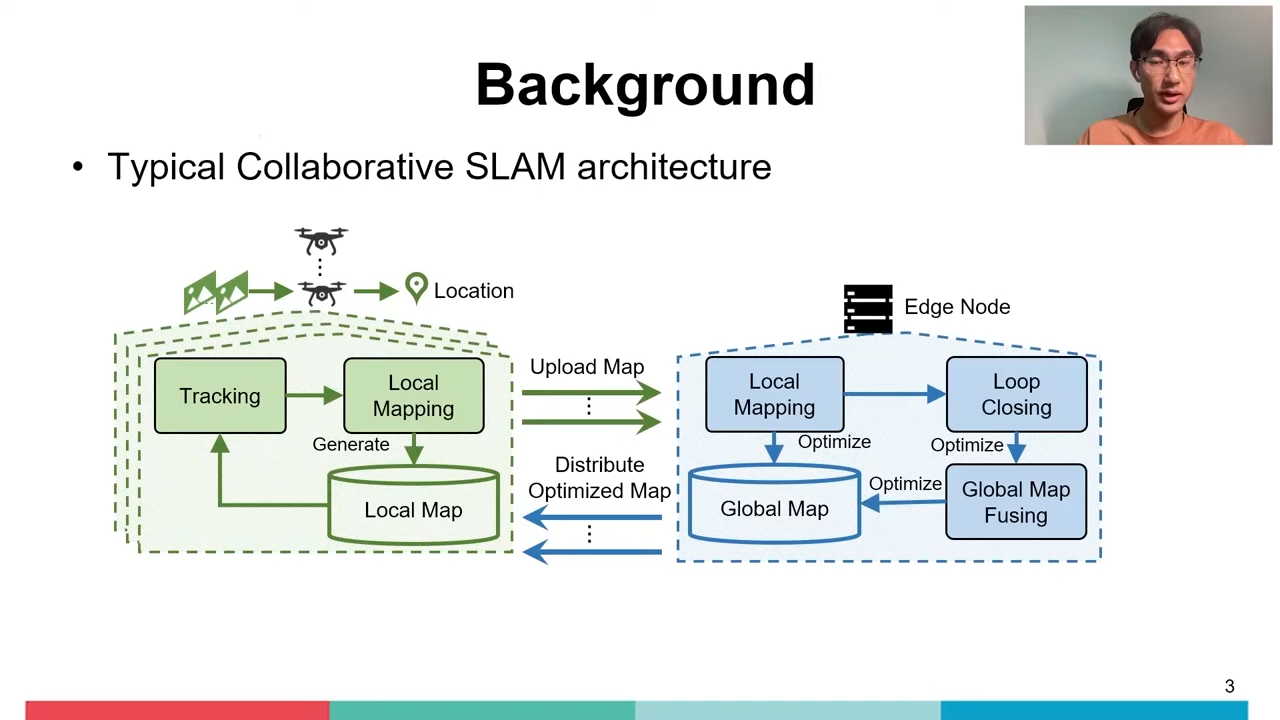 Background
• Typical Collaborative SLAM architecture
Location
Edge Node
Tracking
Local
Mapping
Generate
Local Map
Upload Map
Distribute
Optimized Map
Local
Mapping
Optimize
Loop
Closing
Optimize
Global Map
Optimize
Global Map
Fusing
3